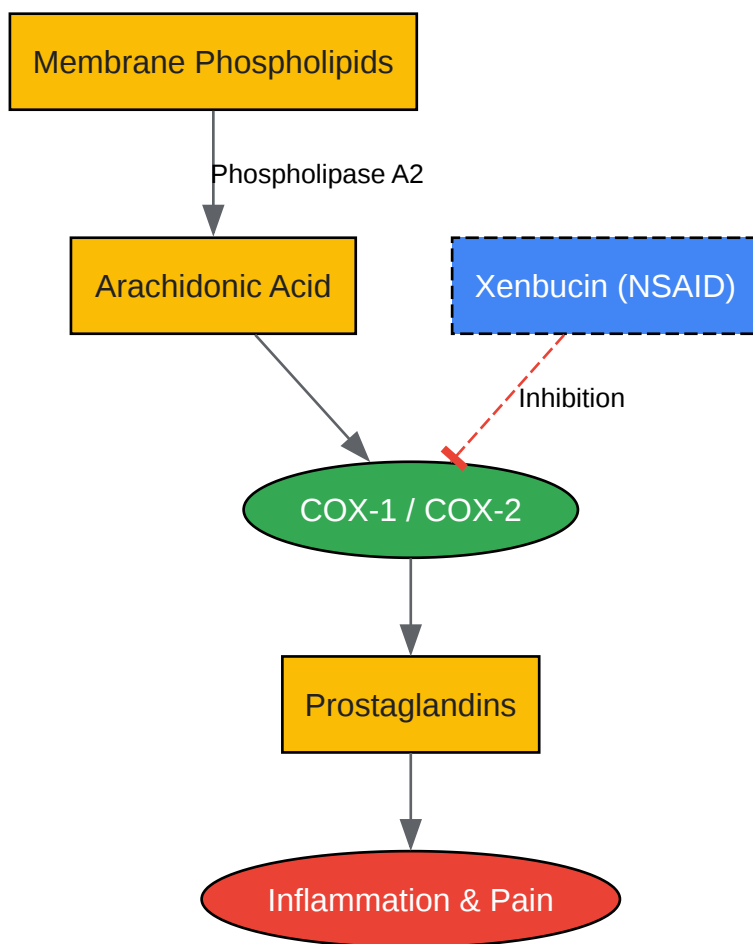 Membrane Phospholipids
Phospholipase A2
Arachidonic Acid
Xenbucin (NSAID)
Inhibition
COX-1 / COX-2
Prostaglandins
Inflammation & Pain